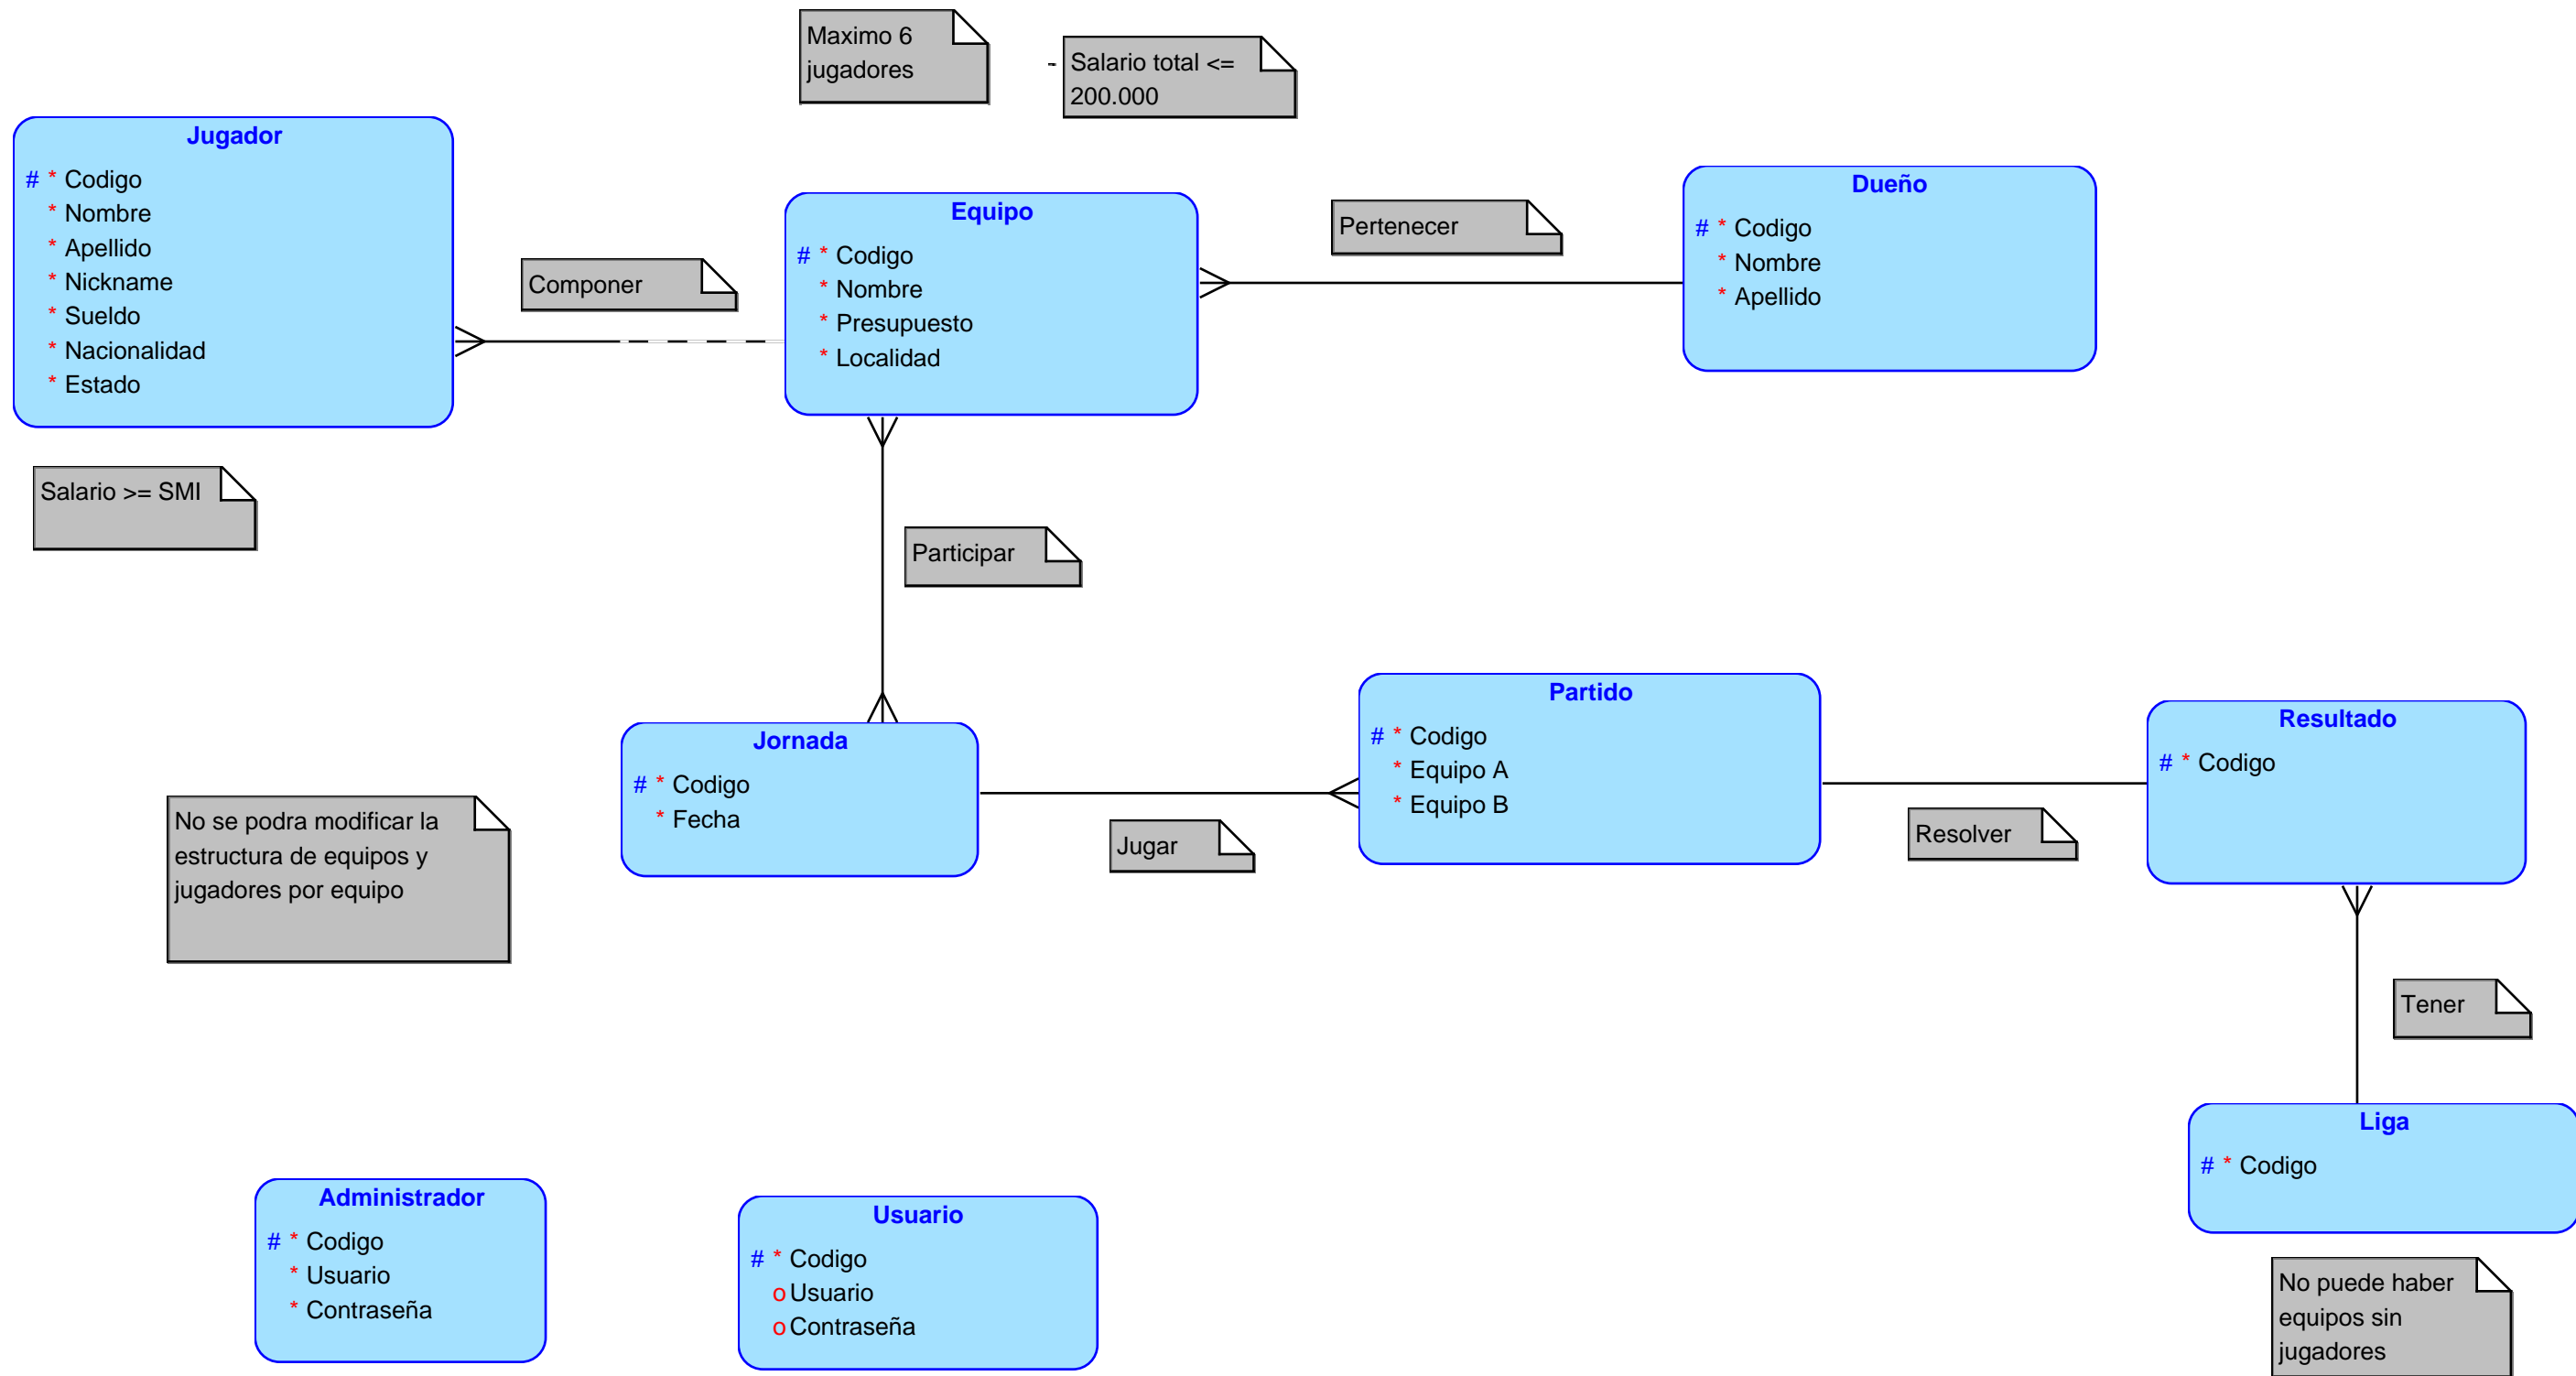 Maximo 6
jugadores
- Salario total <=
200.000
Jugador
# * Codigo
* Nombre
* Apellido
* Nickname
* Sueldo
* Nacionalidad
* Estado
Componer
Equipo
# * Codigo
* Nombre
* Presupuesto
* Localidad
Pertenecer
Dueño
# * Codigo
* Nombre
* Apellido
Salario >= SMI
Participar
Jornada
# * Codigo
* Fecha
Jugar
Partido
# * Codigo
* Equipo A
* Equipo B
Resolver
Resultado
# * Codigo
No se podra modificar la
estructura de equipos y
jugadores por equipo
Tener
Liga
# * Codigo
Administrador
# * Codigo
* Usuario
* Contraseña
Usuario
# * Codigo
o Usuario
o Contraseña
No puede haber
equipos sin
jugadores